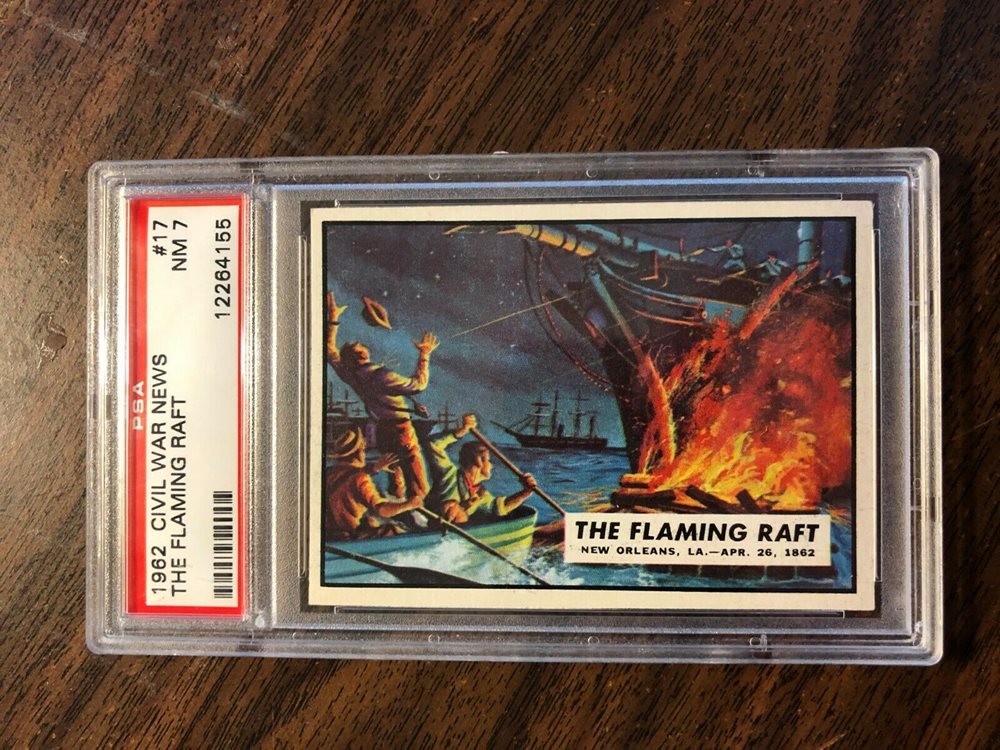 1962 CIVIL WAR NEWS #17
THE FLAMING RAFT NM 7
PSA 12264155
THE FLAMING RAFT
NEW ORLEANS, LA.—APR. 26, 1862